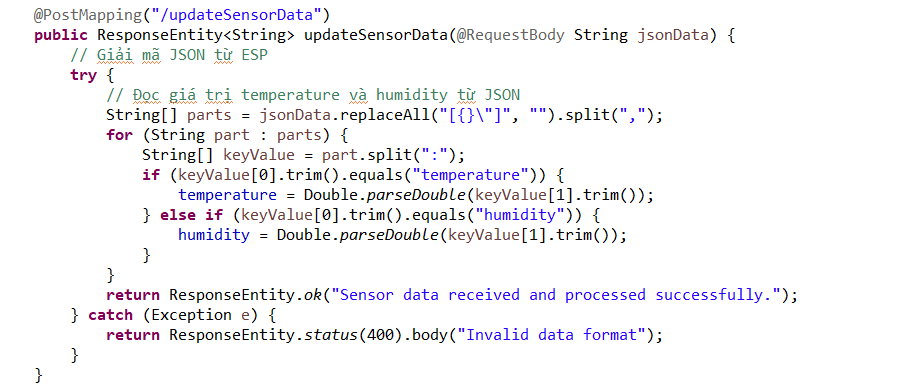 @PostMapping("/updateSensorData")
public ResponseEntity<String> updateSensorData(@RequestBody String jsonData) {
    // Giải mã JSON từ ESP
    try {
        // Đọc giá trị temperature và humidity từ JSON
        String[] parts = jsonData.replaceAll("[{}\"]", "").split(",");
        for (String part : parts) {
            String[] keyValue = part.split(":");
            if (keyValue[0].trim().equals("temperature")) {
                temperature = Double.parseDouble(keyValue[1].trim());
            } else if (keyValue[0].trim().equals("humidity")) {
                humidity = Double.parseDouble(keyValue[1].trim());
            }
        }
        return ResponseEntity.ok("Sensor data received and processed successfully.");
    } catch (Exception e) {
        return ResponseEntity.status(400).body("Invalid data format");
    }
}